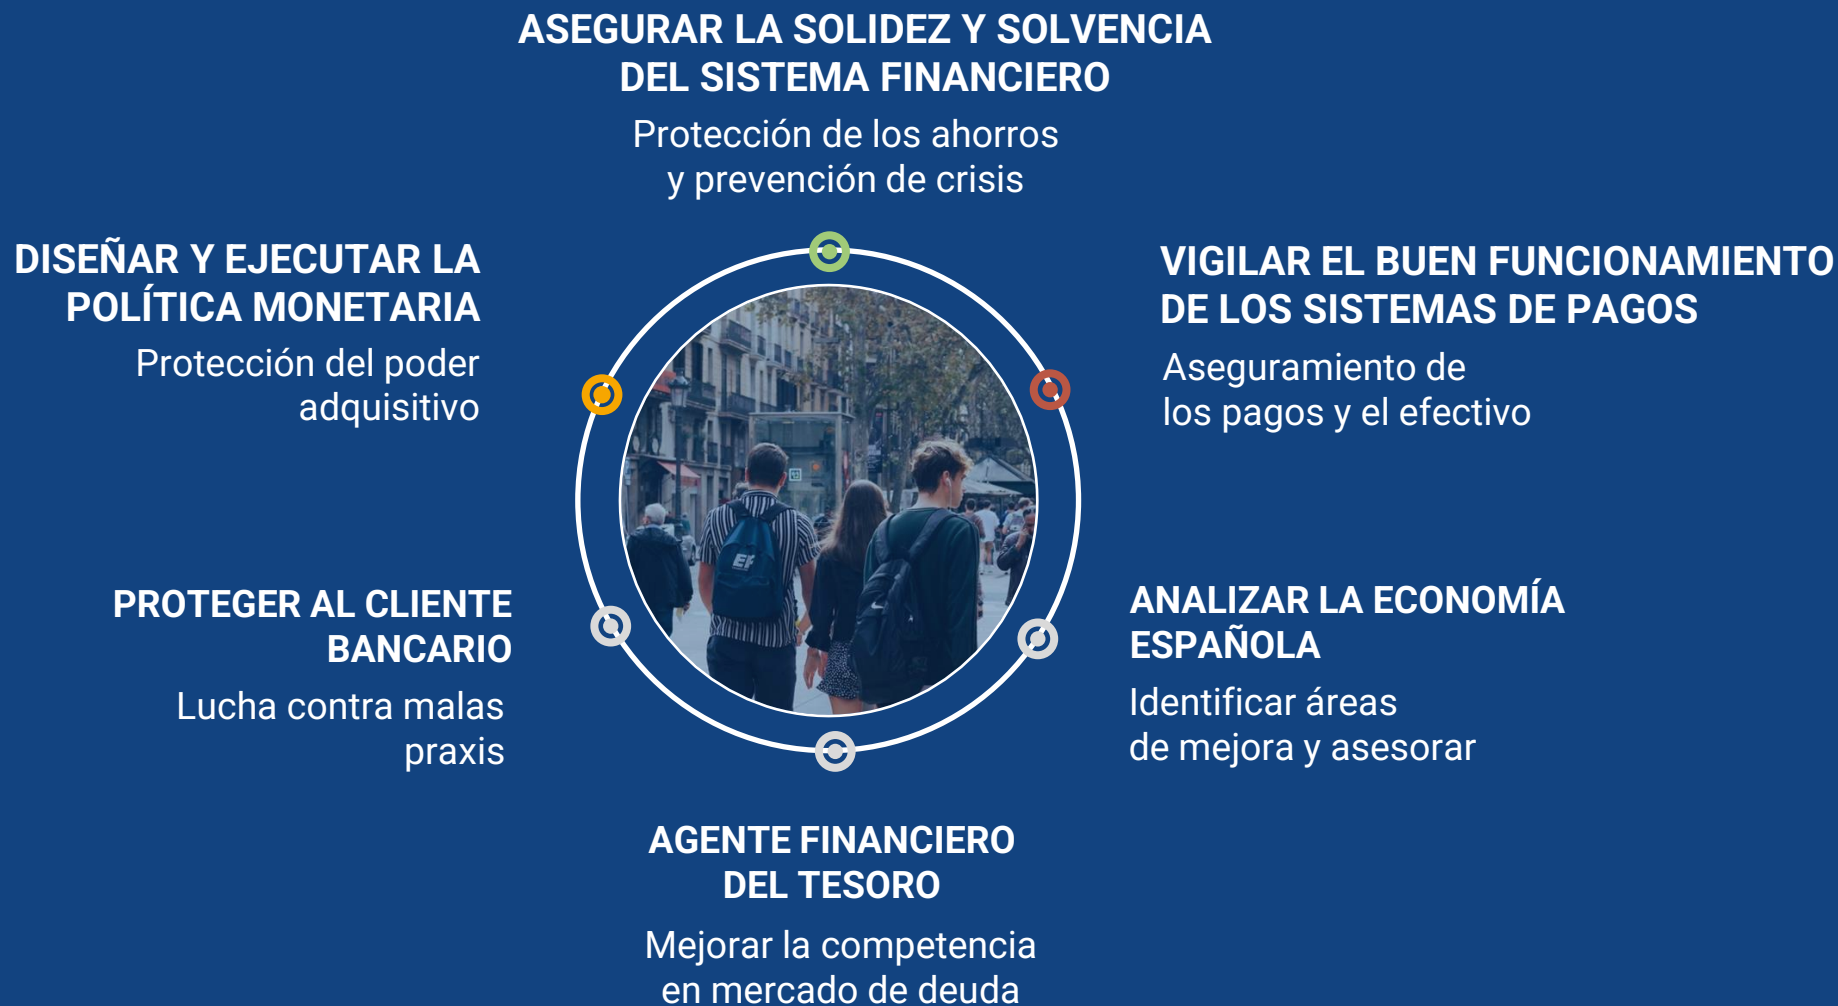 ASEGURAR LA SOLIDEZ Y SOLVENCIA
DEL SISTEMA FINANCIERO
Protección de los ahorros
y prevención de crisis
DISEÑAR Y EJECUTAR LA
POLÍTICA MONETARIA
Protección del poder
adquisitivo
VIGILAR EL BUEN FUNCIONAMIENTO
DE LOS SISTEMAS DE PAGOS
Aseguramiento de
los pagos y el efectivo
PROTEGER AL CLIENTE
BANCARIO
Lucha contra malas
praxis
ANALIZAR LA ECONOMÍA
ESPAÑOLA
Identificar áreas
de mejora y asesorar
AGENTE FINANCIERO
DEL TESORO
Mejorar la competencia
en mercado de deuda